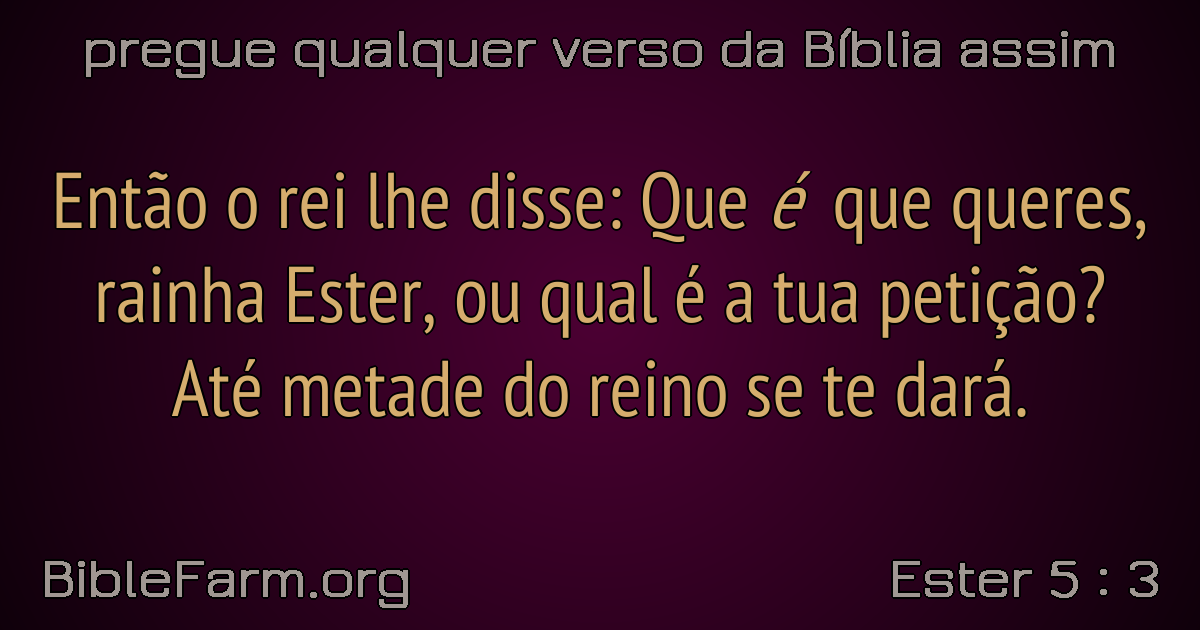 pregue qualquer verso da Bíblia assim
Então o rei lhe disse: Que é que queres,
rainha Ester, ou qual é a tua petição?
Até metade do reino se te dará.
BibleFarm.org
Ester 5 : 3